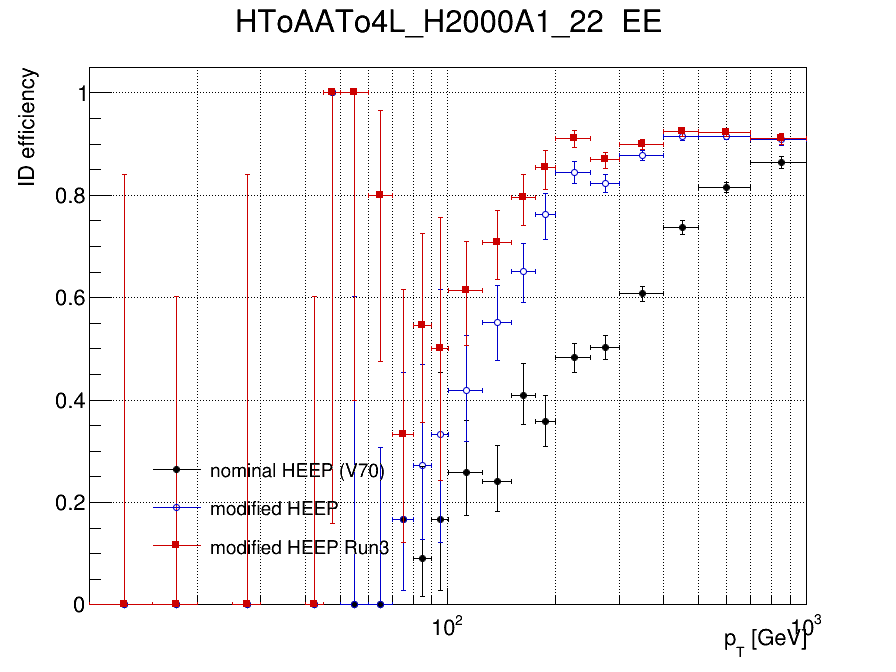 HToAATo4L_H2000A1_22 EE
ID efficiency
1
0.8
0.6
0.4
0.2
0
nominal HEEP (V70)
modified HEEP
modified HEEP Run3
10²
10³
p_T [GeV]